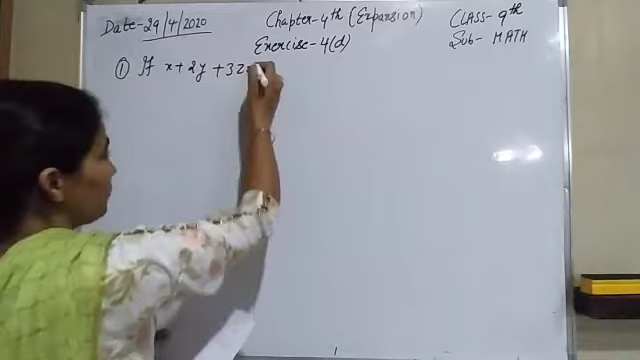 Date- 29/4/2020 Chapter-4th (Expansion) CLASS- 9th
Exercise-4(d) Sub- MATH
① If x+2y+3z=